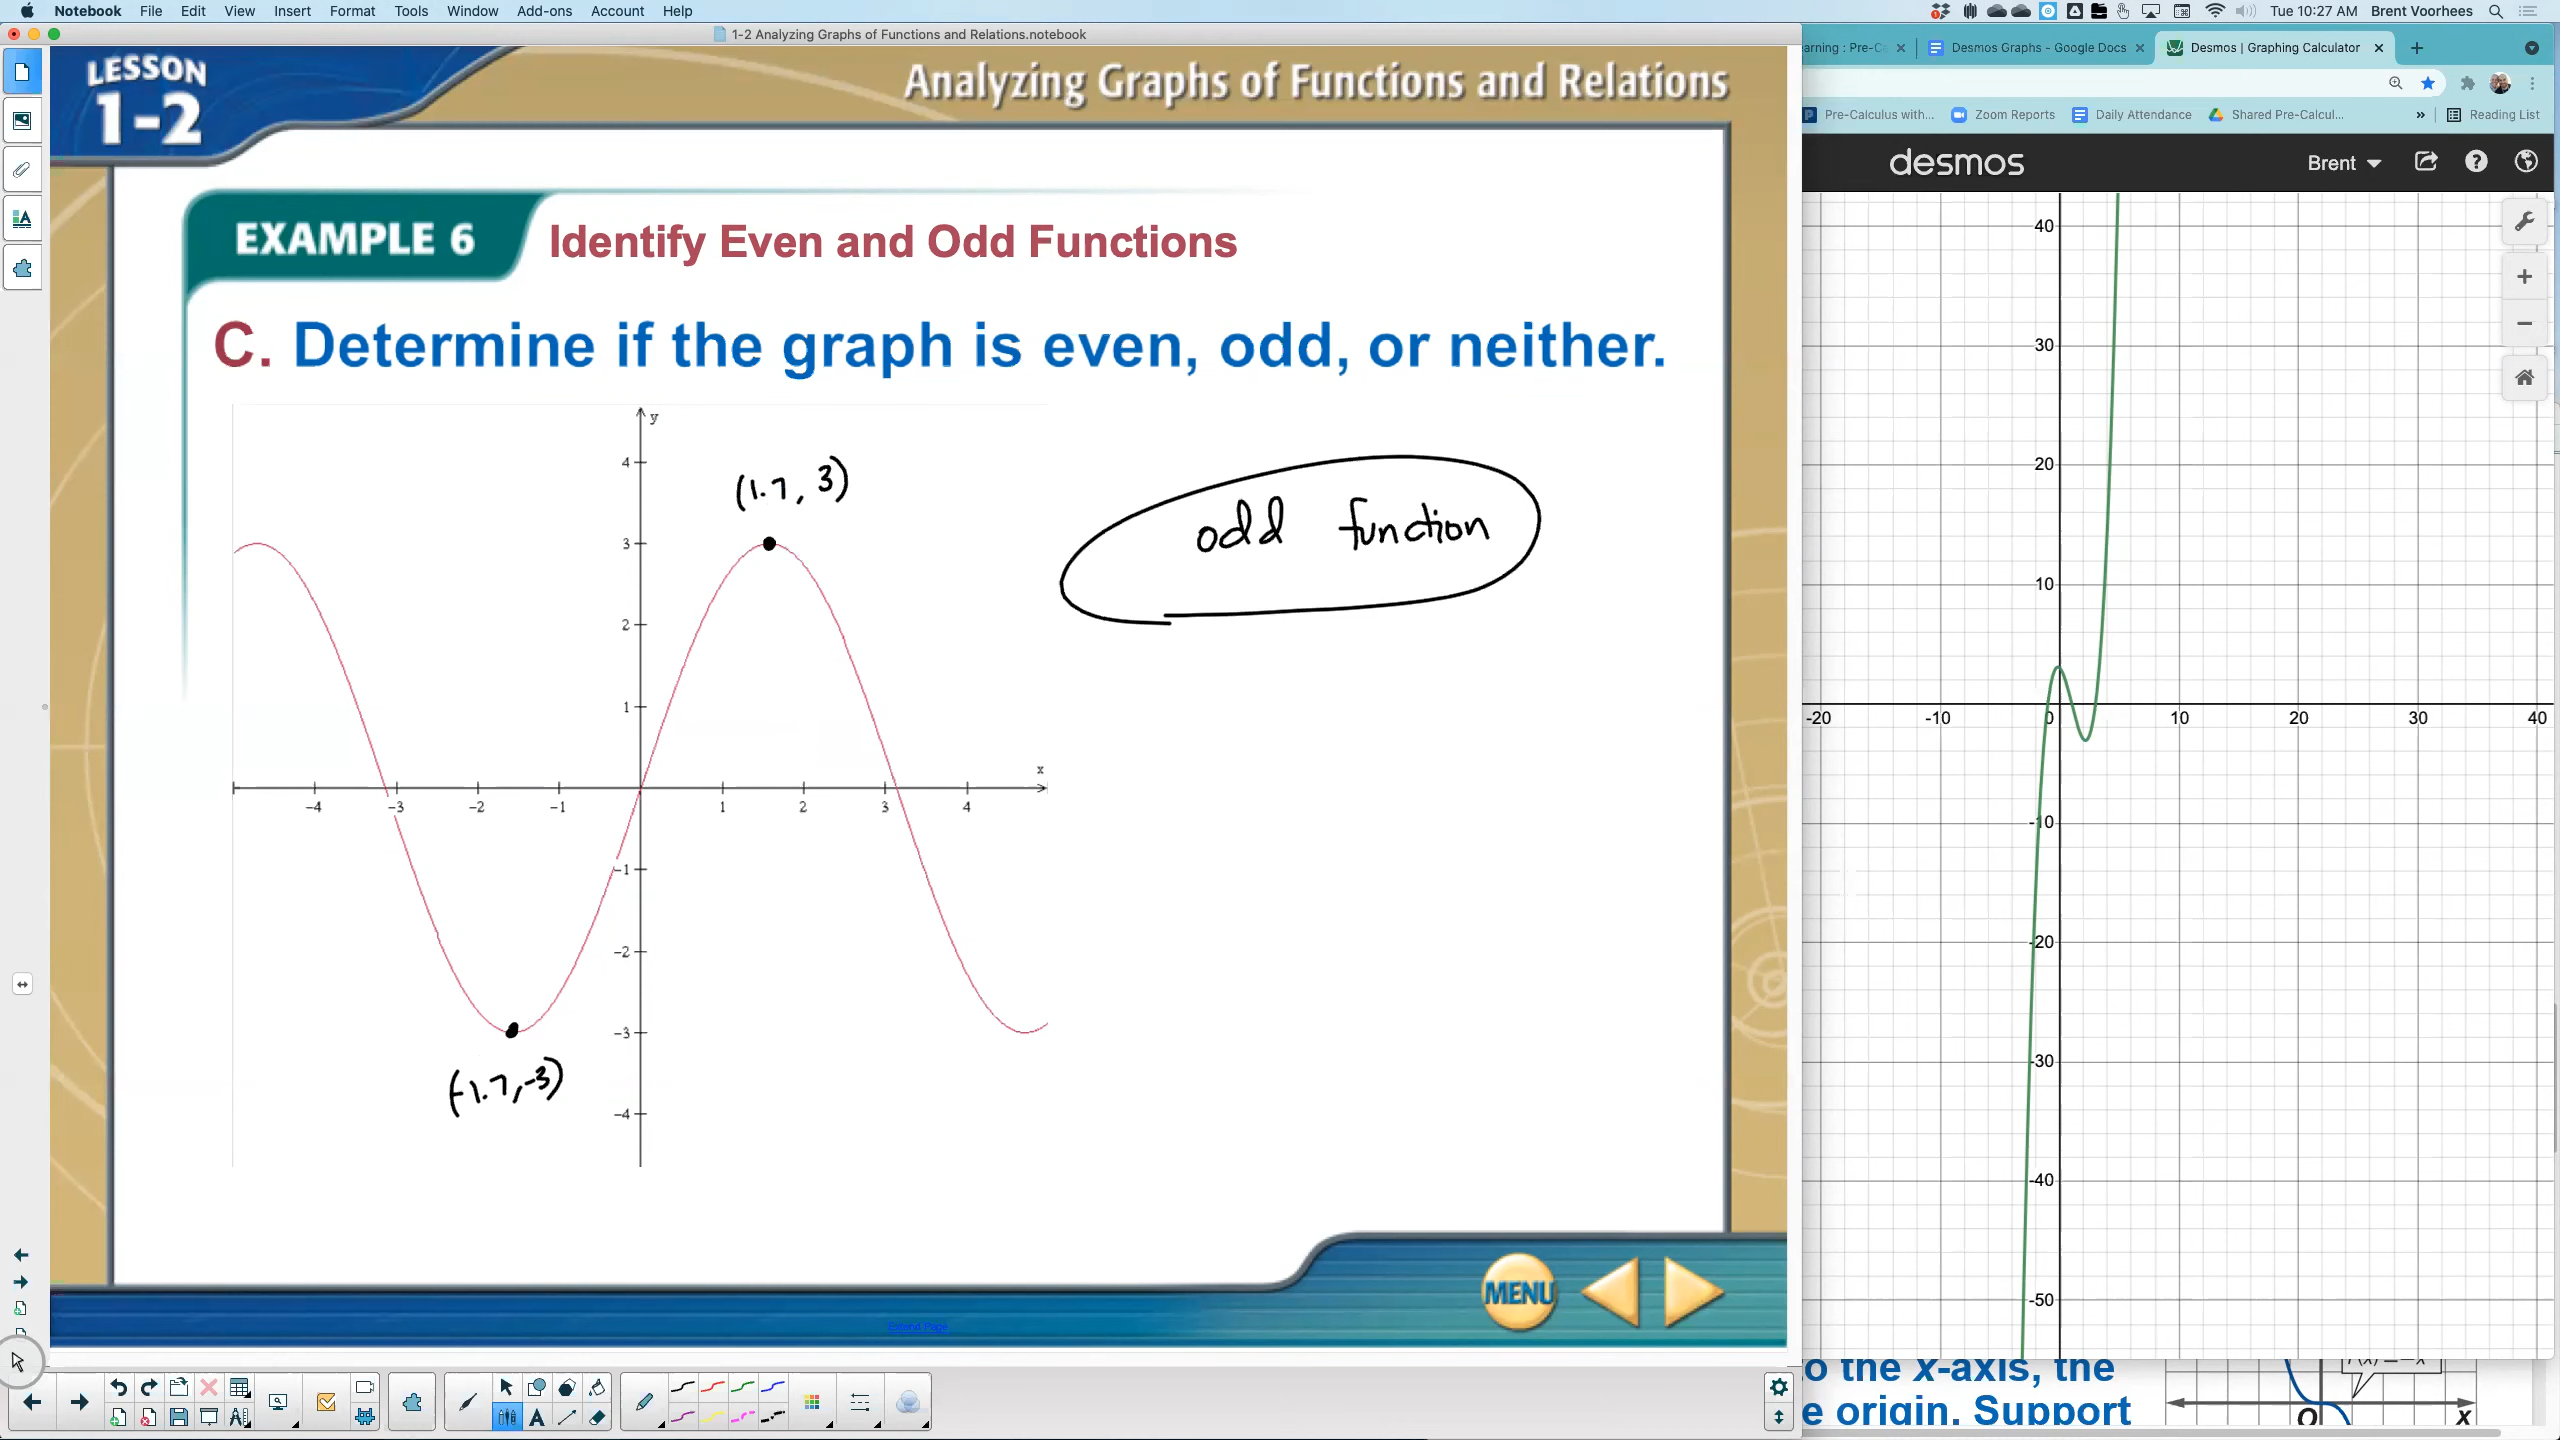 Notebook File Edit View Insert Format Tools Window Add-ons Account Help
Tue 10:27 AM Brent Voorhees
1-2 Analyzing Graphs of Functions and Relations.notebook
earning : Pre-C
Desmos Graphs - Google Docs
Desmos | Graphing Calculator
Pre-Calculus with...
Zoom Reports
Daily Attendance
Shared Pre-Calcul...
»
Reading List
desmos
Brent
LESSON
1-2
Analyzing Graphs of Functions and Relations
EXAMPLE 6
Identify Even and Odd Functions
C. Determine if the graph is even, odd, or neither.
y
4
(1.7, 3)
3
2
1
x
-4 -3 -2 -1 1 2 3 4
-1
-2
-3
(-1.7,-3)
-4
odd function
40
30
20
10
-20 -10 0 10 20 30 40
-10
-20
-30
-40
-50
MENU
Extend Page
o the x-axis, the
e origin. Support
O x